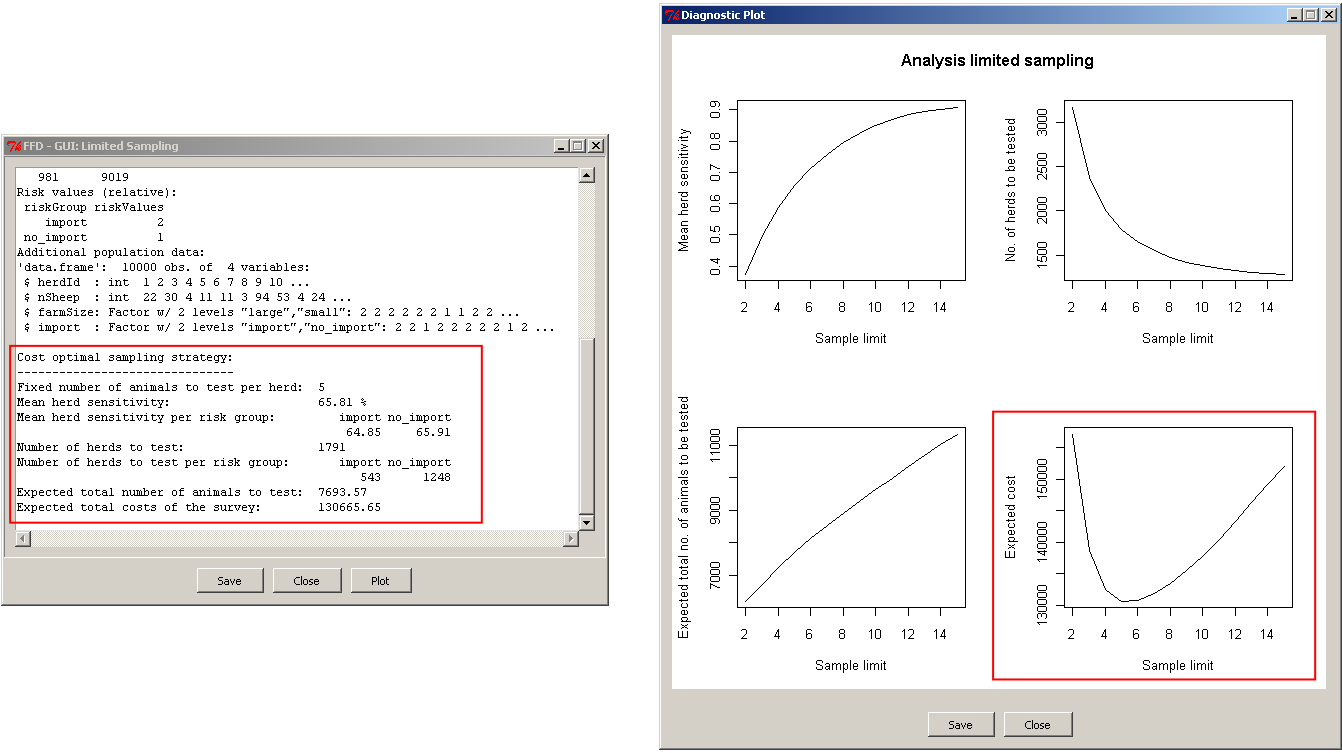 FFD - GUI: Limited Sampling
981 9019
Risk values (relative):
riskGroup riskValues
import 2
no_import 1
Additional population data:
'data.frame': 10000 obs. of 4 variables:
$ herdId : int 1 2 3 4 5 6 7 8 9 10 ...
$ nSheep : int 22 30 4 11 11 3 94 53 4 24 ...
$ farmSize: Factor w/ 2 levels "large","small": 2 2 2 2 2 2 1 1 2 2 ...
$ import : Factor w/ 2 levels "import","no_import": 2 2 1 2 2 2 2 2 1 2 ...
Cost optimal sampling strategy:
-------------------------------
Fixed number of animals to test per herd: 5
Mean herd sensitivity: 65.81 %
Mean herd sensitivity per risk group: import no_import
64.85 65.91
Number of herds to test: 1791
Number of herds to test per risk group: import no_import
543 1248
Expected total number of animals to test: 7693.57
Expected total costs of the survey: 130665.65
Save Close Plot
Diagnostic Plot
Analysis limited sampling
Mean herd sensitivity
0.9
0.8
0.7
0.6
0.5
0.4
2 4 6 8 10 12 14
Sample limit
No. of herds to be tested
3000
2500
2000
1500
2 4 6 8 10 12 14
Sample limit
Expected total no. of animals to be tested
11000
9000
7000
2 4 6 8 10 12 14
Sample limit
Expected cost
150000
140000
130000
2 4 6 8 10 12 14
Sample limit
Save Close